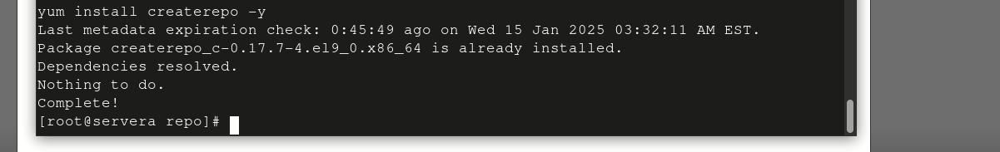 yum install createrepo -y
Last metadata expiration check: 0:45:49 ago on Wed 15 Jan 2025 03:32:11 AM EST.
Package createrepo_c-0.17.7-4.el9_0.x86_64 is already installed.
Dependencies resolved.
Nothing to do.
Complete!
[root@servera repo]#